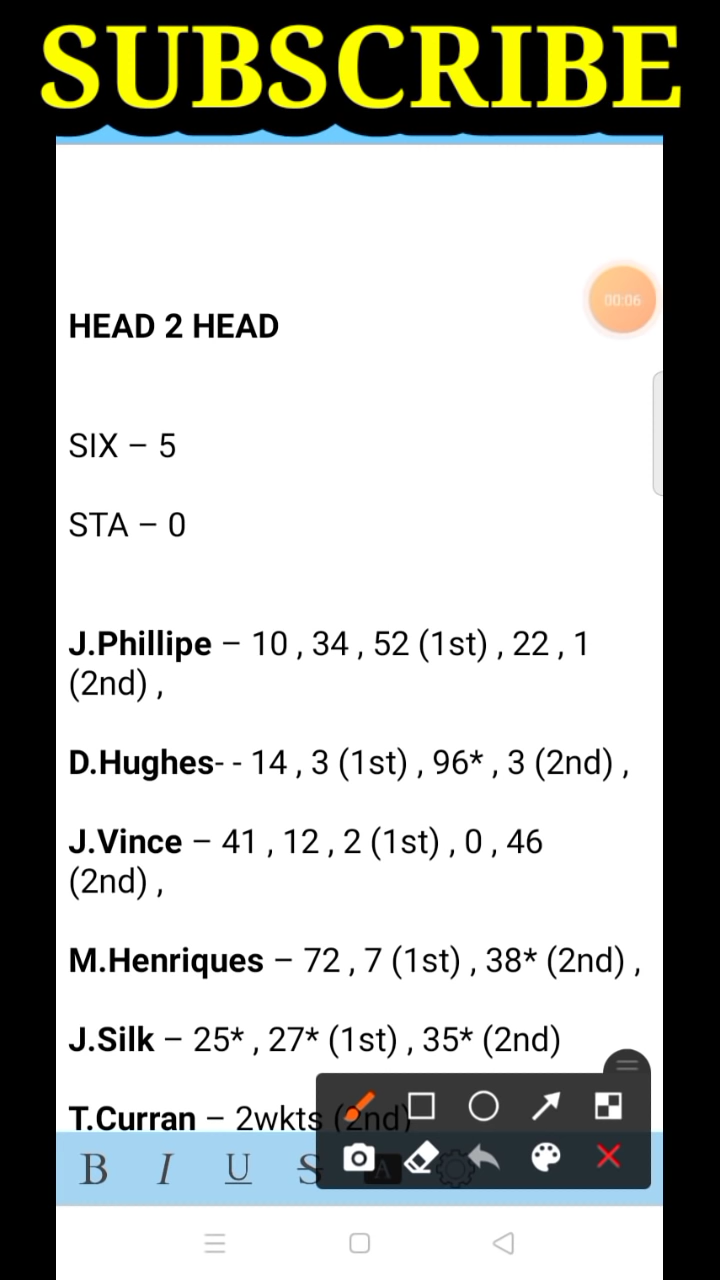 SUBSCRIBE
00:06
HEAD 2 HEAD
SIX – 5
STA – 0
J.Phillipe – 10 , 34 , 52 (1st) , 22 , 1
(2nd) ,
D.Hughes- - 14 , 3 (1st) , 96* , 3 (2nd) ,
J.Vince – 41 , 12 , 2 (1st) , 0 , 46
(2nd) ,
M.Henriques – 72 , 7 (1st) , 38* (2nd) ,
J.Silk – 25* , 27* (1st) , 35* (2nd)
T.Curran – 2wkts (2nd)
B I U S A